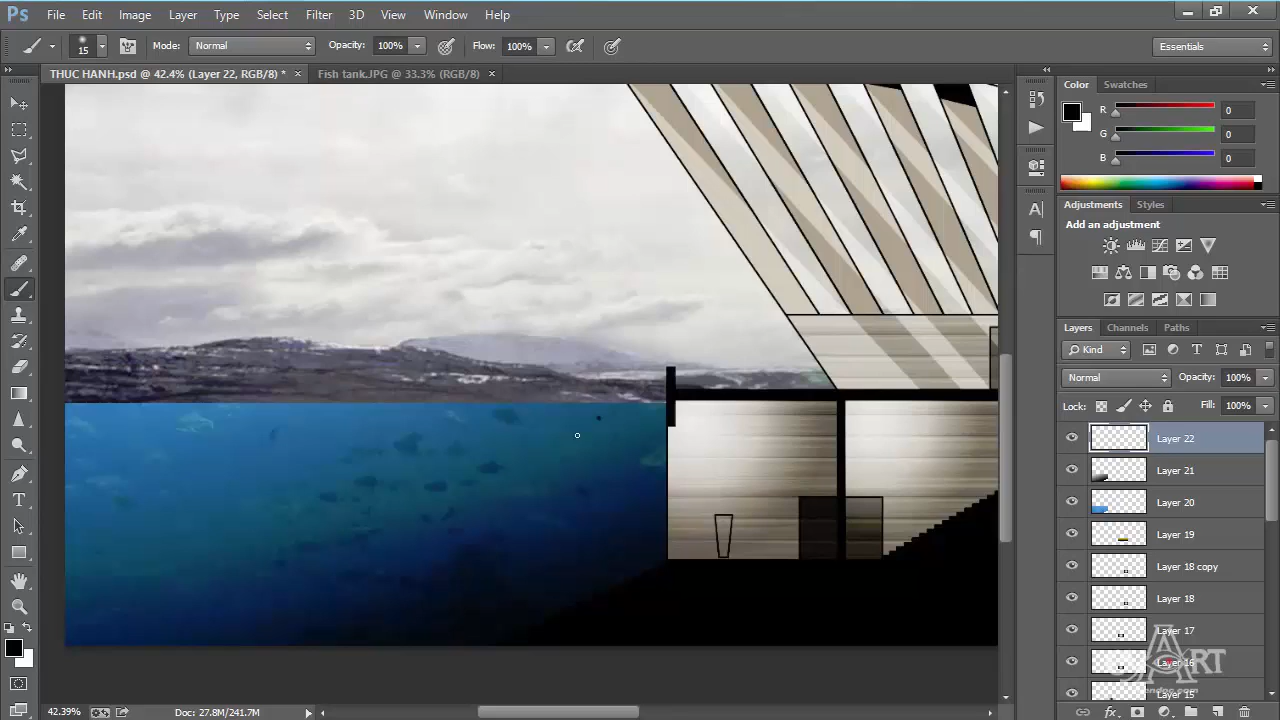 Ps File Edit Image Layer Type Select Filter 3D View Window Help
15 Mode: Normal Opacity: 100% Flow: 100% Essentials
THUC HANH.psd @ 42.4% (Layer 22, RGB/8) * × Fish tank.JPG @ 33.3% (RGB/8) ×
Color Swatches
R 0
G 0
B 0
Adjustments Styles
Add an adjustment
Layers Channels Paths
Kind
Normal Opacity: 100%
Lock: Fill: 100%
Layer 22
Layer 21
Layer 20
Layer 19
Layer 18 copy
Layer 18
Layer 17
Layer 16
Layer 15
ART
42.39% Doc: 27.8M/241.7M